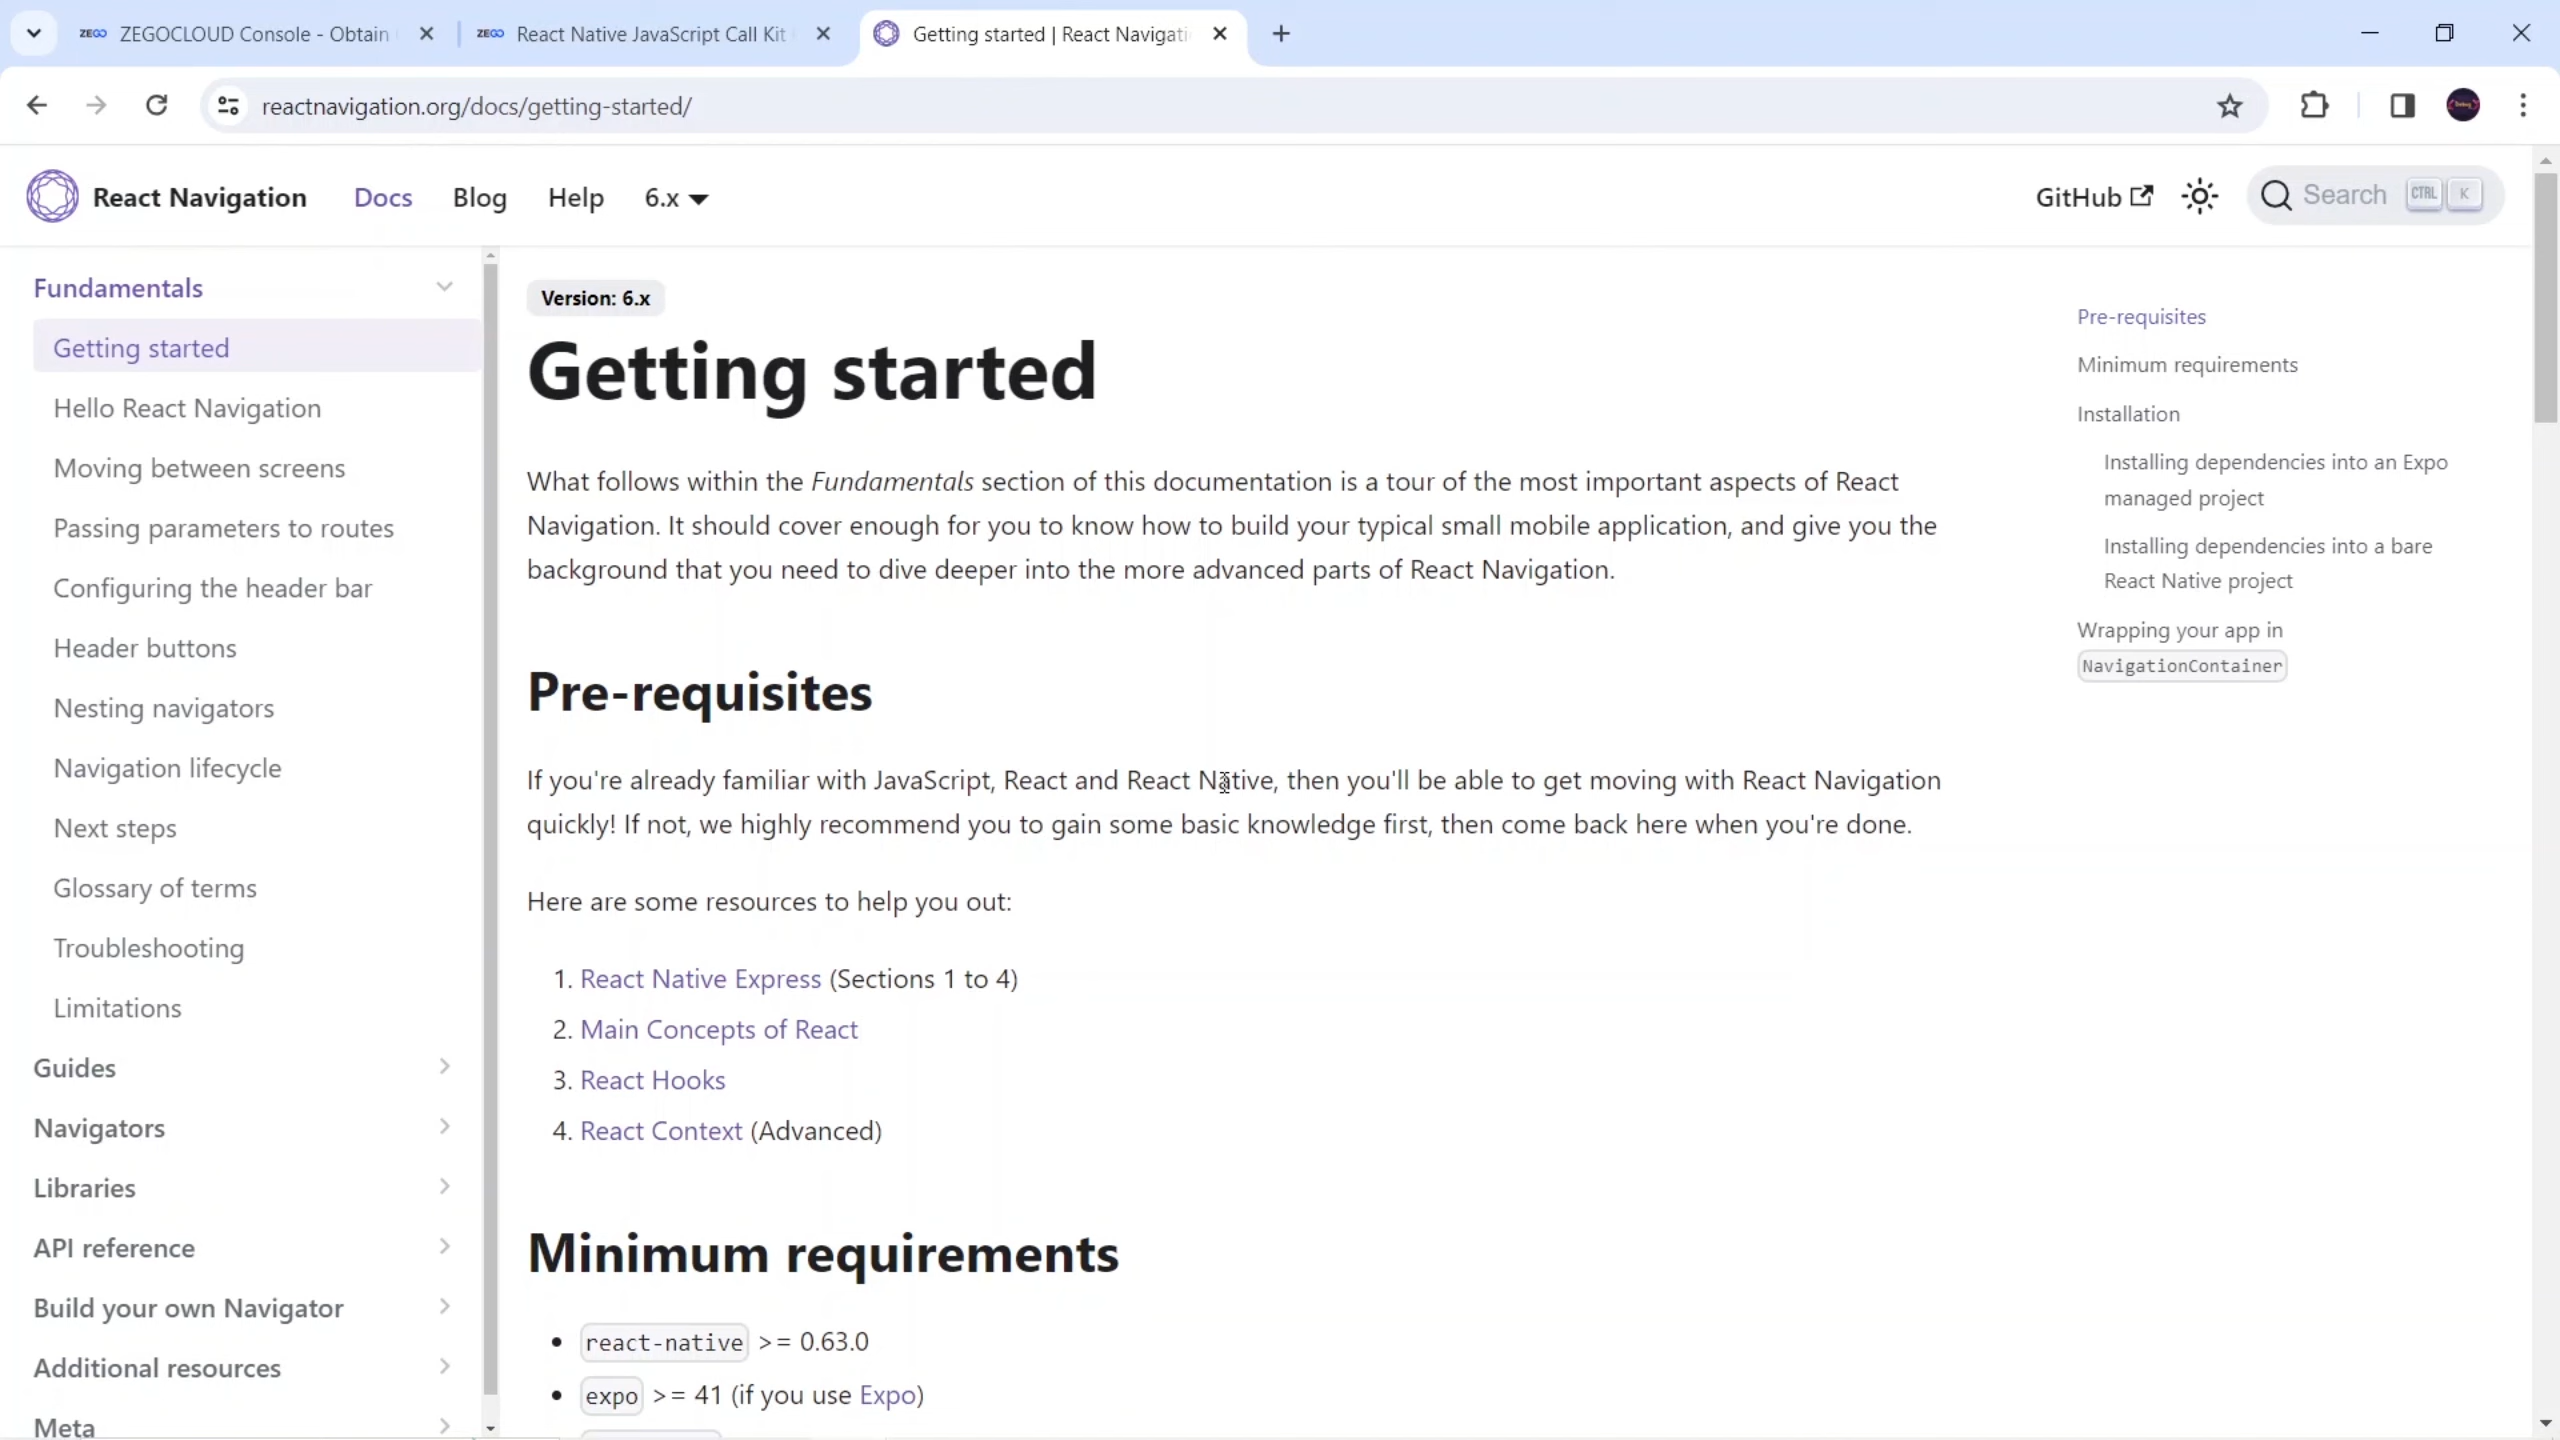 ZEGO ZEGOCLOUD Console - Obtain
ZEGO React Native JavaScript Call Kit
Getting started | React Navigati
reactnavigation.org/docs/getting-started/
React Navigation
Docs
Blog
Help
6.x
GitHub
Search CTRL K
Fundamentals
Getting started
Hello React Navigation
Moving between screens
Passing parameters to routes
Configuring the header bar
Header buttons
Nesting navigators
Navigation lifecycle
Next steps
Glossary of terms
Troubleshooting
Limitations
Guides
Navigators
Libraries
API reference
Build your own Navigator
Additional resources
Meta
Version: 6.x
Getting started
What follows within the Fundamentals section of this documentation is a tour of the most important aspects of React
Navigation. It should cover enough for you to know how to build your typical small mobile application, and give you the
background that you need to dive deeper into the more advanced parts of React Navigation.
Pre-requisites
If you're already familiar with JavaScript, React and React Native, then you'll be able to get moving with React Navigation
quickly! If not, we highly recommend you to gain some basic knowledge first, then come back here when you're done.
Here are some resources to help you out:
1. React Native Express (Sections 1 to 4)
2. Main Concepts of React
3. React Hooks
4. React Context (Advanced)
Minimum requirements
• react-native >= 0.63.0
• expo >= 41 (if you use Expo)
Pre-requisites
Minimum requirements
Installation
Installing dependencies into an Expo
managed project
Installing dependencies into a bare
React Native project
Wrapping your app in
NavigationContainer